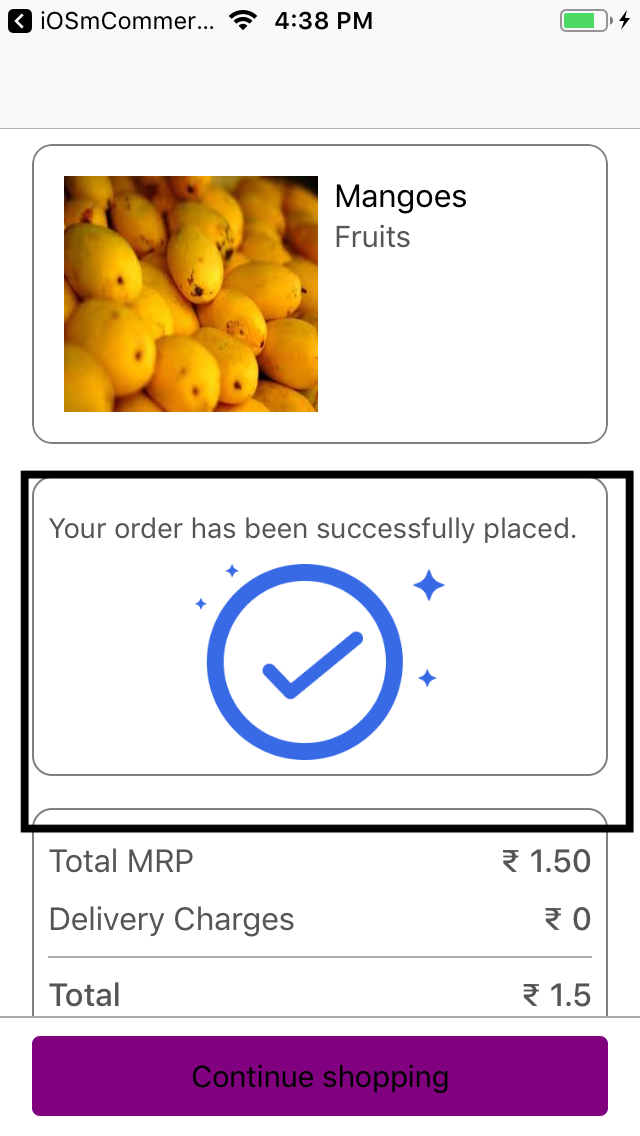 iOSmCommer... 4:38 PM
Mangoes
Fruits
Your order has been successfully placed.
Total MRP ₹ 1.50
Delivery Charges ₹ 0
Total ₹ 1.5
Continue shopping